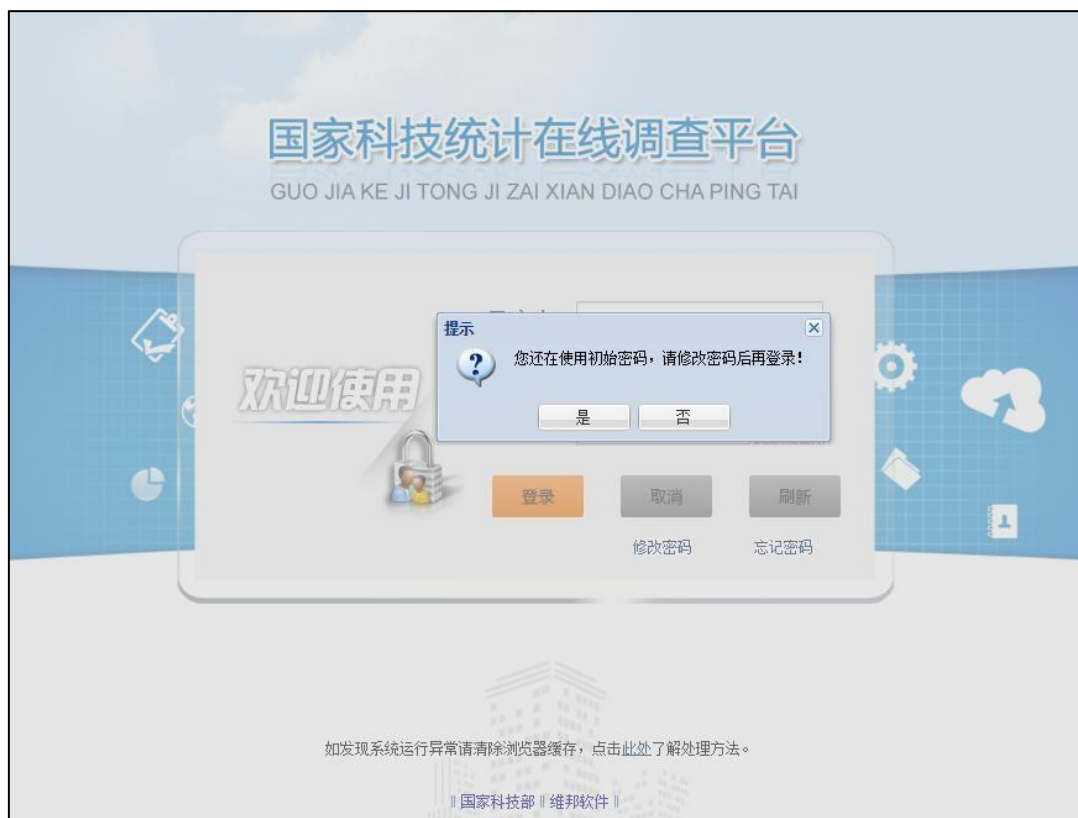 国家科技统计在线调查平台
GUO JIA KE JI TONG JI ZAI XIAN DIAO CHA PING TAI
提示
您还在使用初始密码，请修改密码后再登录！
是 否
欢迎使用
登录 取消 刷新
修改密码 忘记密码
如发现系统运行异常请清除浏览器缓存，点击此处了解处理方法。
‖国家科技部‖维邦软件‖